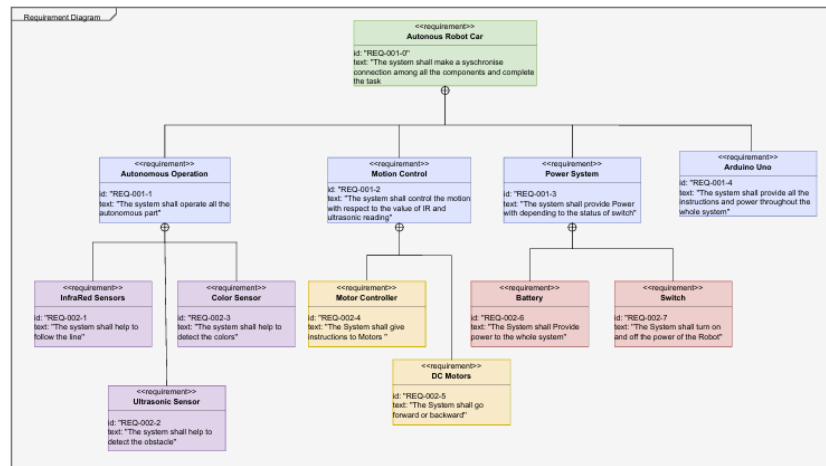 Requirement Diagram
<<requirement>>
Autonous Robot Car
id: "REQ-001-0"
text: "The system shall make a sychronise
connection among all the components and complete
the task
<<requirement>>
Autonomous Operation
id: "REQ-001-1"
text: "The system shall operate all the
autonomous part"
<<requirement>>
Motion Control
id: "REQ-001-2"
text: "The system shall control the motion
with respect to the value of IR and
ultrasonic reading"
<<requirement>>
Power System
id: "REQ-001-3"
text: "The system shall provide Power
with depending to the status of switch"
<<requirement>>
Arduino Uno
id: "REQ-001-4"
text: "The system shall provide all the
instructions and power throughout the
whole system"
<<requirement>>
InfraRed Sensors
id: "REQ-002-1"
text: "The system shall help to
follow the line"
<<requirement>>
Color Sensor
id: "REQ-002-3"
text: "The system shall help to
detect the colors"
<<requirement>>
Motor Controller
id: "REQ-002-4"
text: "The System shall give
instructions to Motors "
<<requirement>>
Battery
id: "REQ-002-6"
text: "The System shall Provide
power to the whole system"
<<requirement>>
Switch
id: "REQ-002-7"
text: "The System shall turn on
and off the power of the Robot"
<<requirement>>
DC Motors
id: "REQ-002-5"
text: "The System shall go
forward or backward"
<<requirement>>
Ultrasonic Sensor
id: "REQ-002-2"
text: "The system shall help to
detect the obstacle"